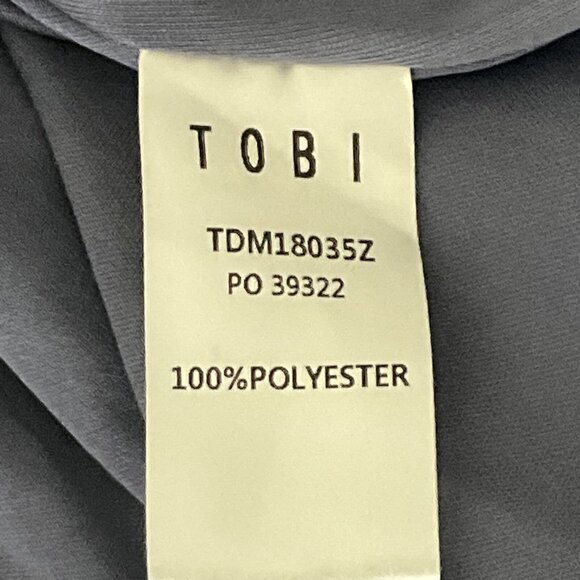 TOBI
TDM18035Z
PO 39322
100%POLYESTER